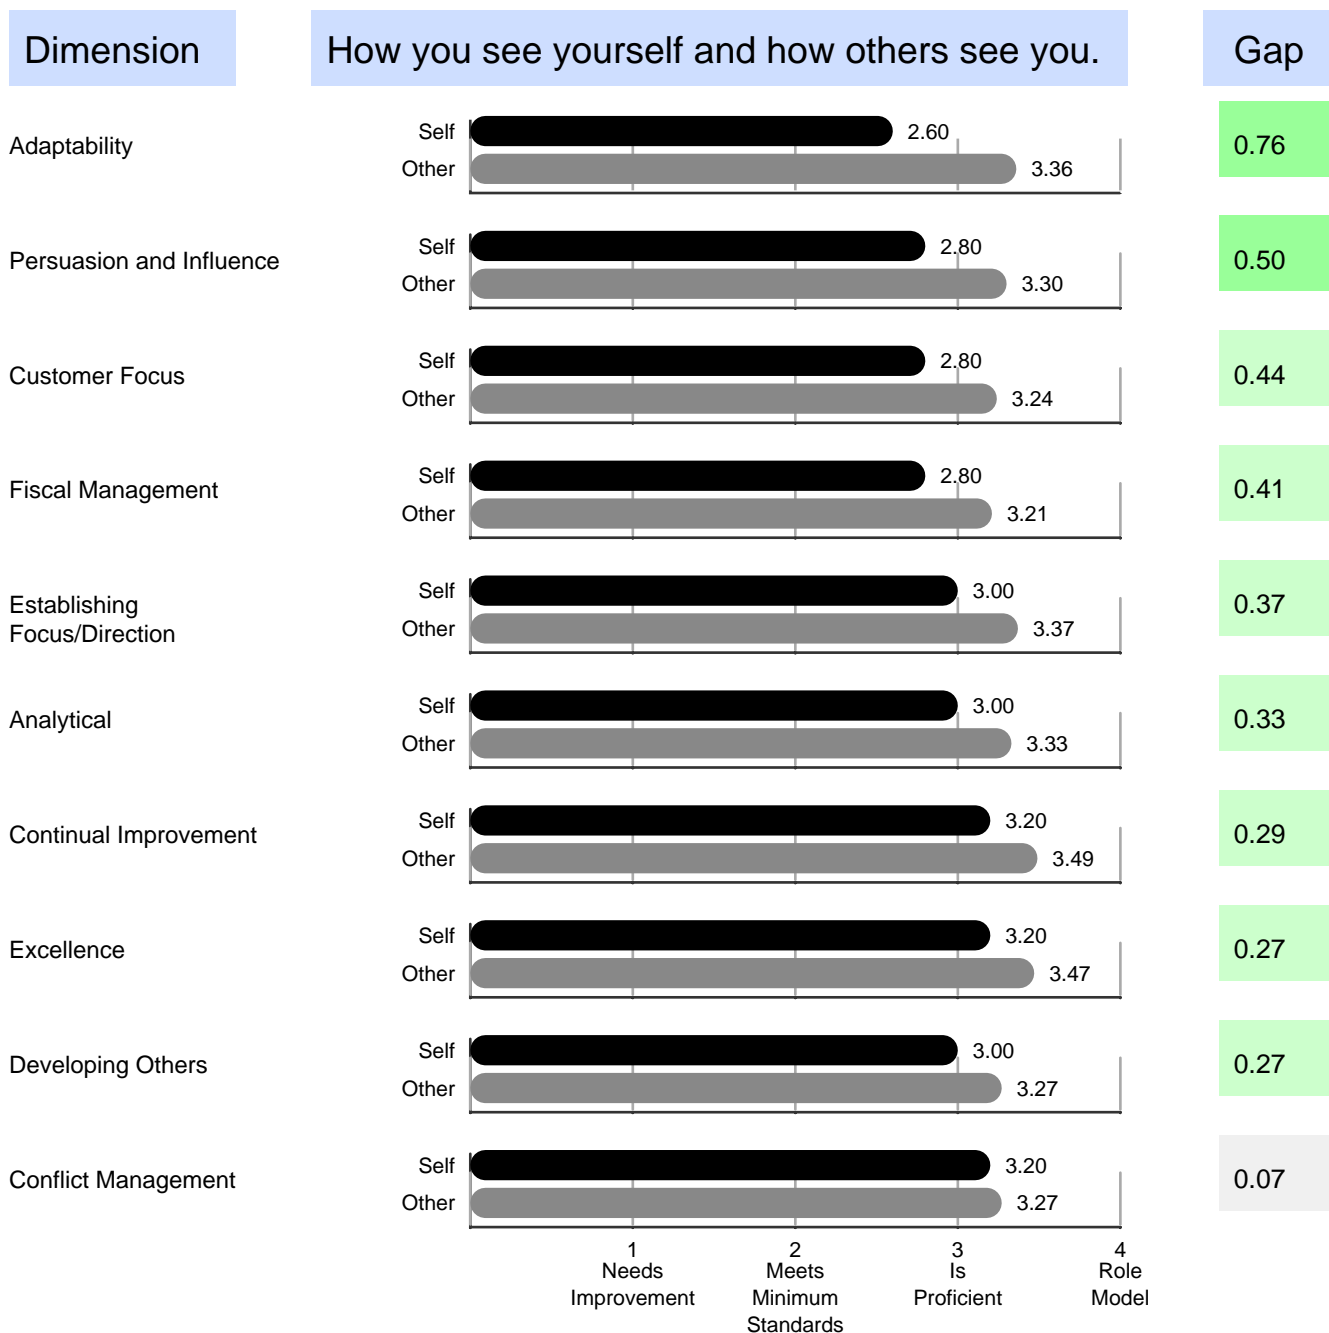 Dimension
How you see yourself and how others see you.
Gap
Adaptability
Self
2.60
Other
3.36
0.76
Persuasion and Influence
Self
2.80
Other
3.30
0.50
Customer Focus
Self
2.80
Other
3.24
0.44
Fiscal Management
Self
2.80
Other
3.21
0.41
Establishing
Focus/Direction
Self
3.00
Other
3.37
0.37
Analytical
Self
3.00
Other
3.33
0.33
Continual Improvement
Self
3.20
Other
3.49
0.29
Excellence
Self
3.20
Other
3.47
0.27
Developing Others
Self
3.00
Other
3.27
0.27
Conflict Management
Self
3.20
Other
3.27
0.07
1
Needs
Improvement
2
Meets
Minimum
Standards
3
Is
Proficient
4
Role
Model